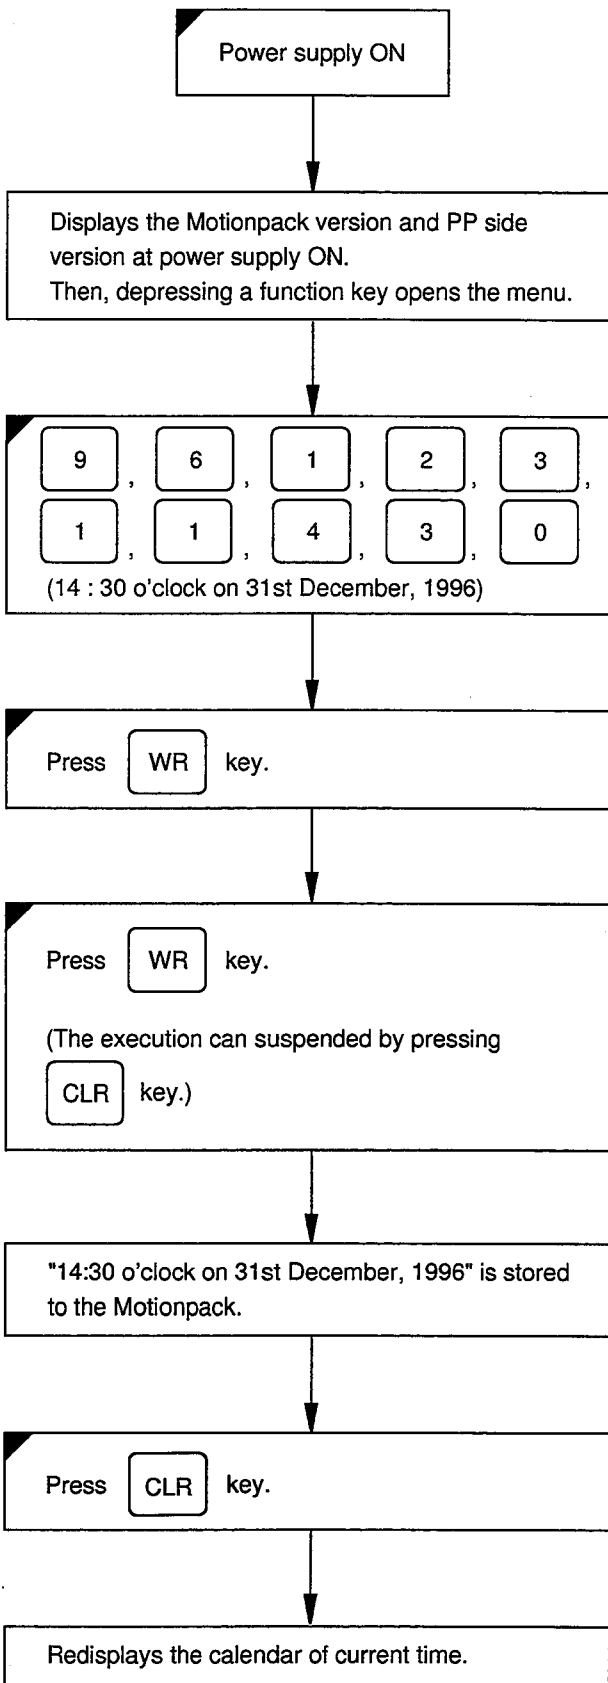 Power supply ON
Displays the Motionpack version and PP side
version at power supply ON.
Then, depressing a function key opens the menu.
9 , 6 , 1 , 2 , 3 ,
1 , 1 , 4 , 3 , 0
(14 : 30 o'clock on 31st December, 1996)
Press WR key.
Press WR key.
(The execution can suspended by pressing
CLR key.)
"14:30 o'clock on 31st December, 1996" is stored
to the Motionpack.
Press CLR key.
Redisplays the calendar of current time.